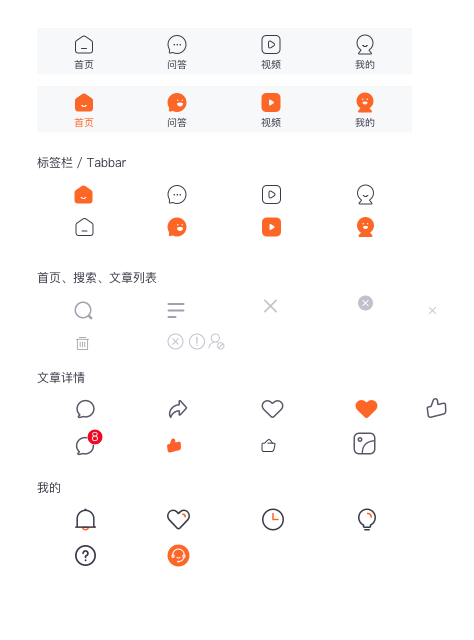 首页 问答 视频 我的
首页 问答 视频 我的
标签栏 / Tabbar
首页、搜索、文章列表
文章详情
8
我的